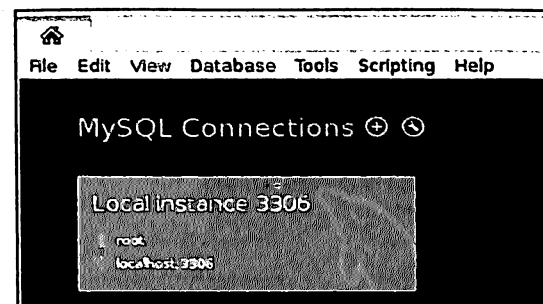 File Edit View Database Tools Scripting Help
MySQL Connections
Local instance 3306
root
localhost:3306